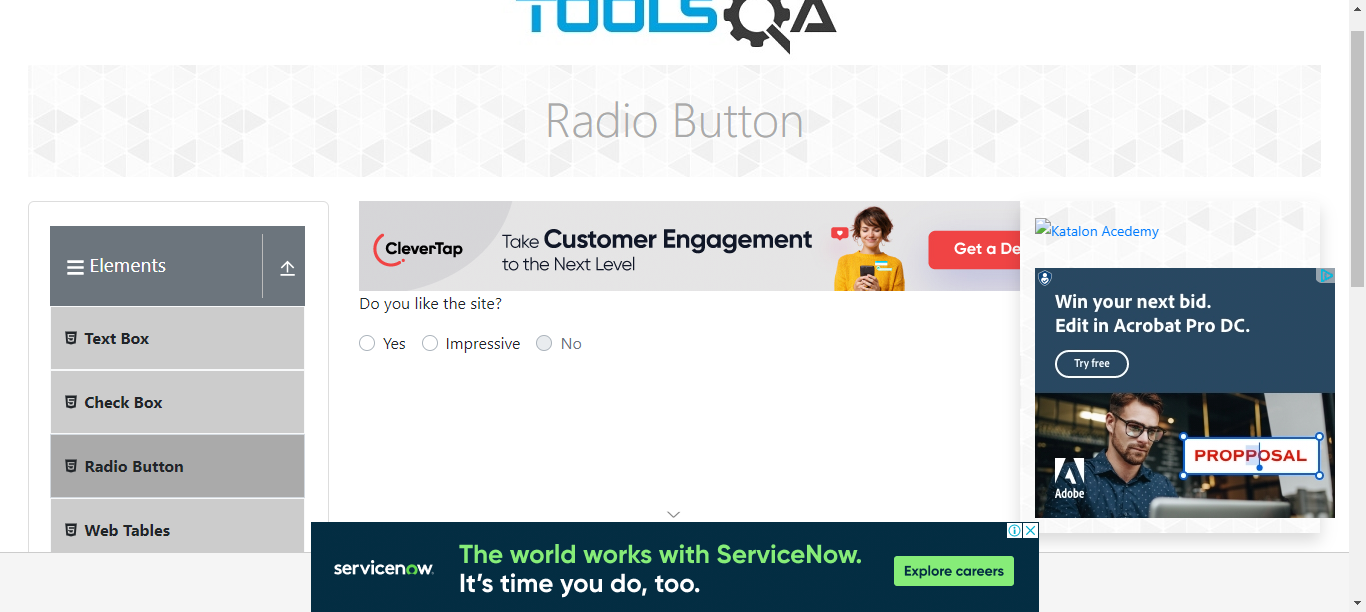 TOOLSQA
Radio Button
Elements
Text Box
Check Box
Radio Button
Web Tables
CleverTap
Take Customer Engagement
to the Next Level
Get a De
Do you like the site?
Yes Impressive No
Katalon Acedemy
Win your next bid.
Edit in Acrobat Pro DC.
Try free
PROPPOSAL
Adobe
servicenow.
The world works with ServiceNow.
It's time you do, too.
Explore careers